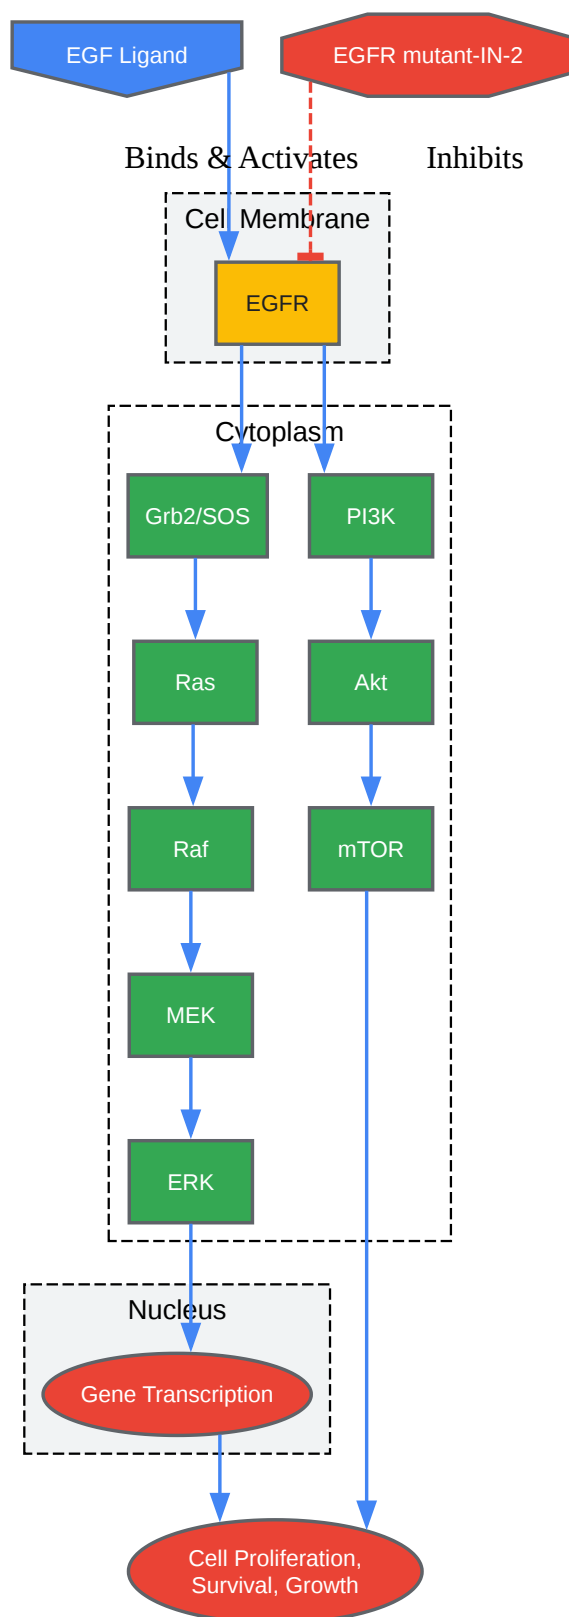 EGF Ligand
EGFR mutant-IN-2
Binds & Activates
Inhibits
Cell Membrane
EGFR
Cytoplasm
Grb2/SOS
PI3K
Ras
Akt
Raf
mTOR
MEK
ERK
Nucleus
Gene Transcription
Cell Proliferation,
Survival, Growth